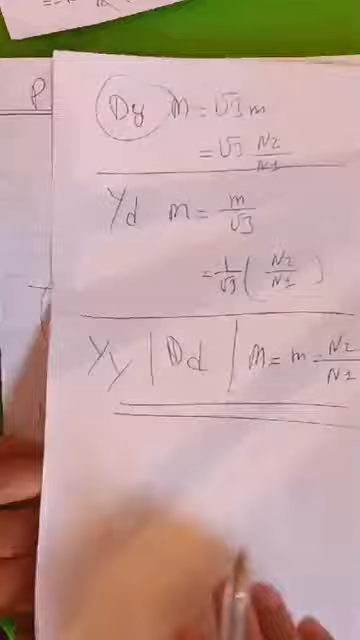 P
Dy m = √3 m
= √3 N2/N1
Yd m = m/√3
= 1/√3 ( N2/N1 )
Yy | Dd | M = m = N2/N1